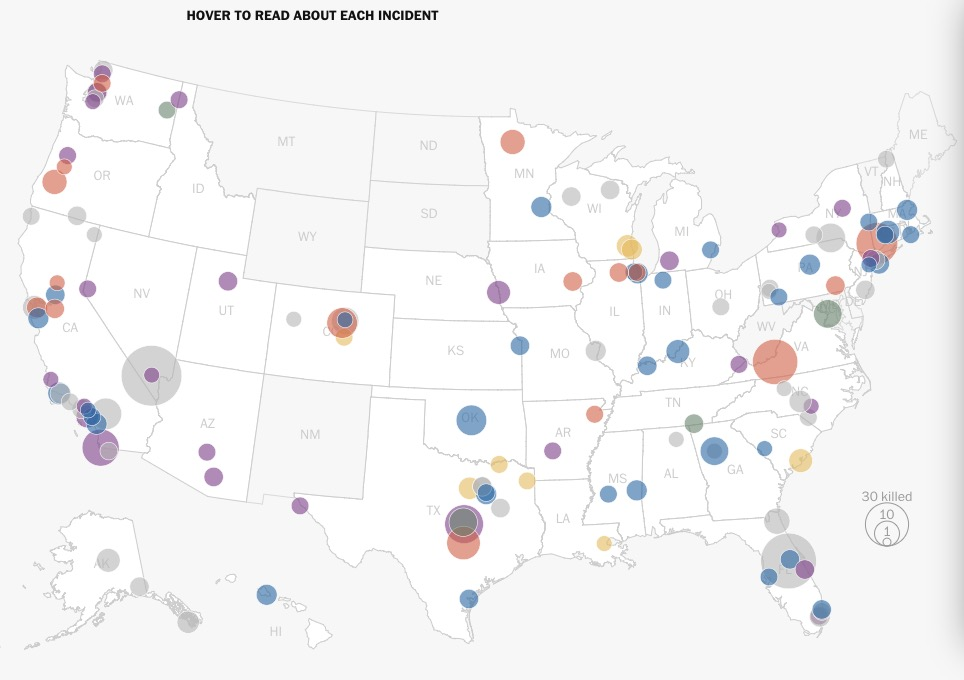 HOVER TO READ ABOUT EACH INCIDENT
WA
MT
ND
ME
OR
ID
MN
VT
NH
SD
WI
NY
WY
MI
NE
IA
PA
NV
UT
IL
IN
OH
CA
KS
MO
WV
VA
KY
AZ
NM
OK
TN
NC
AR
SC
MS
AL
GA
TX
LA
30 killed
10
1
0
AK
HI